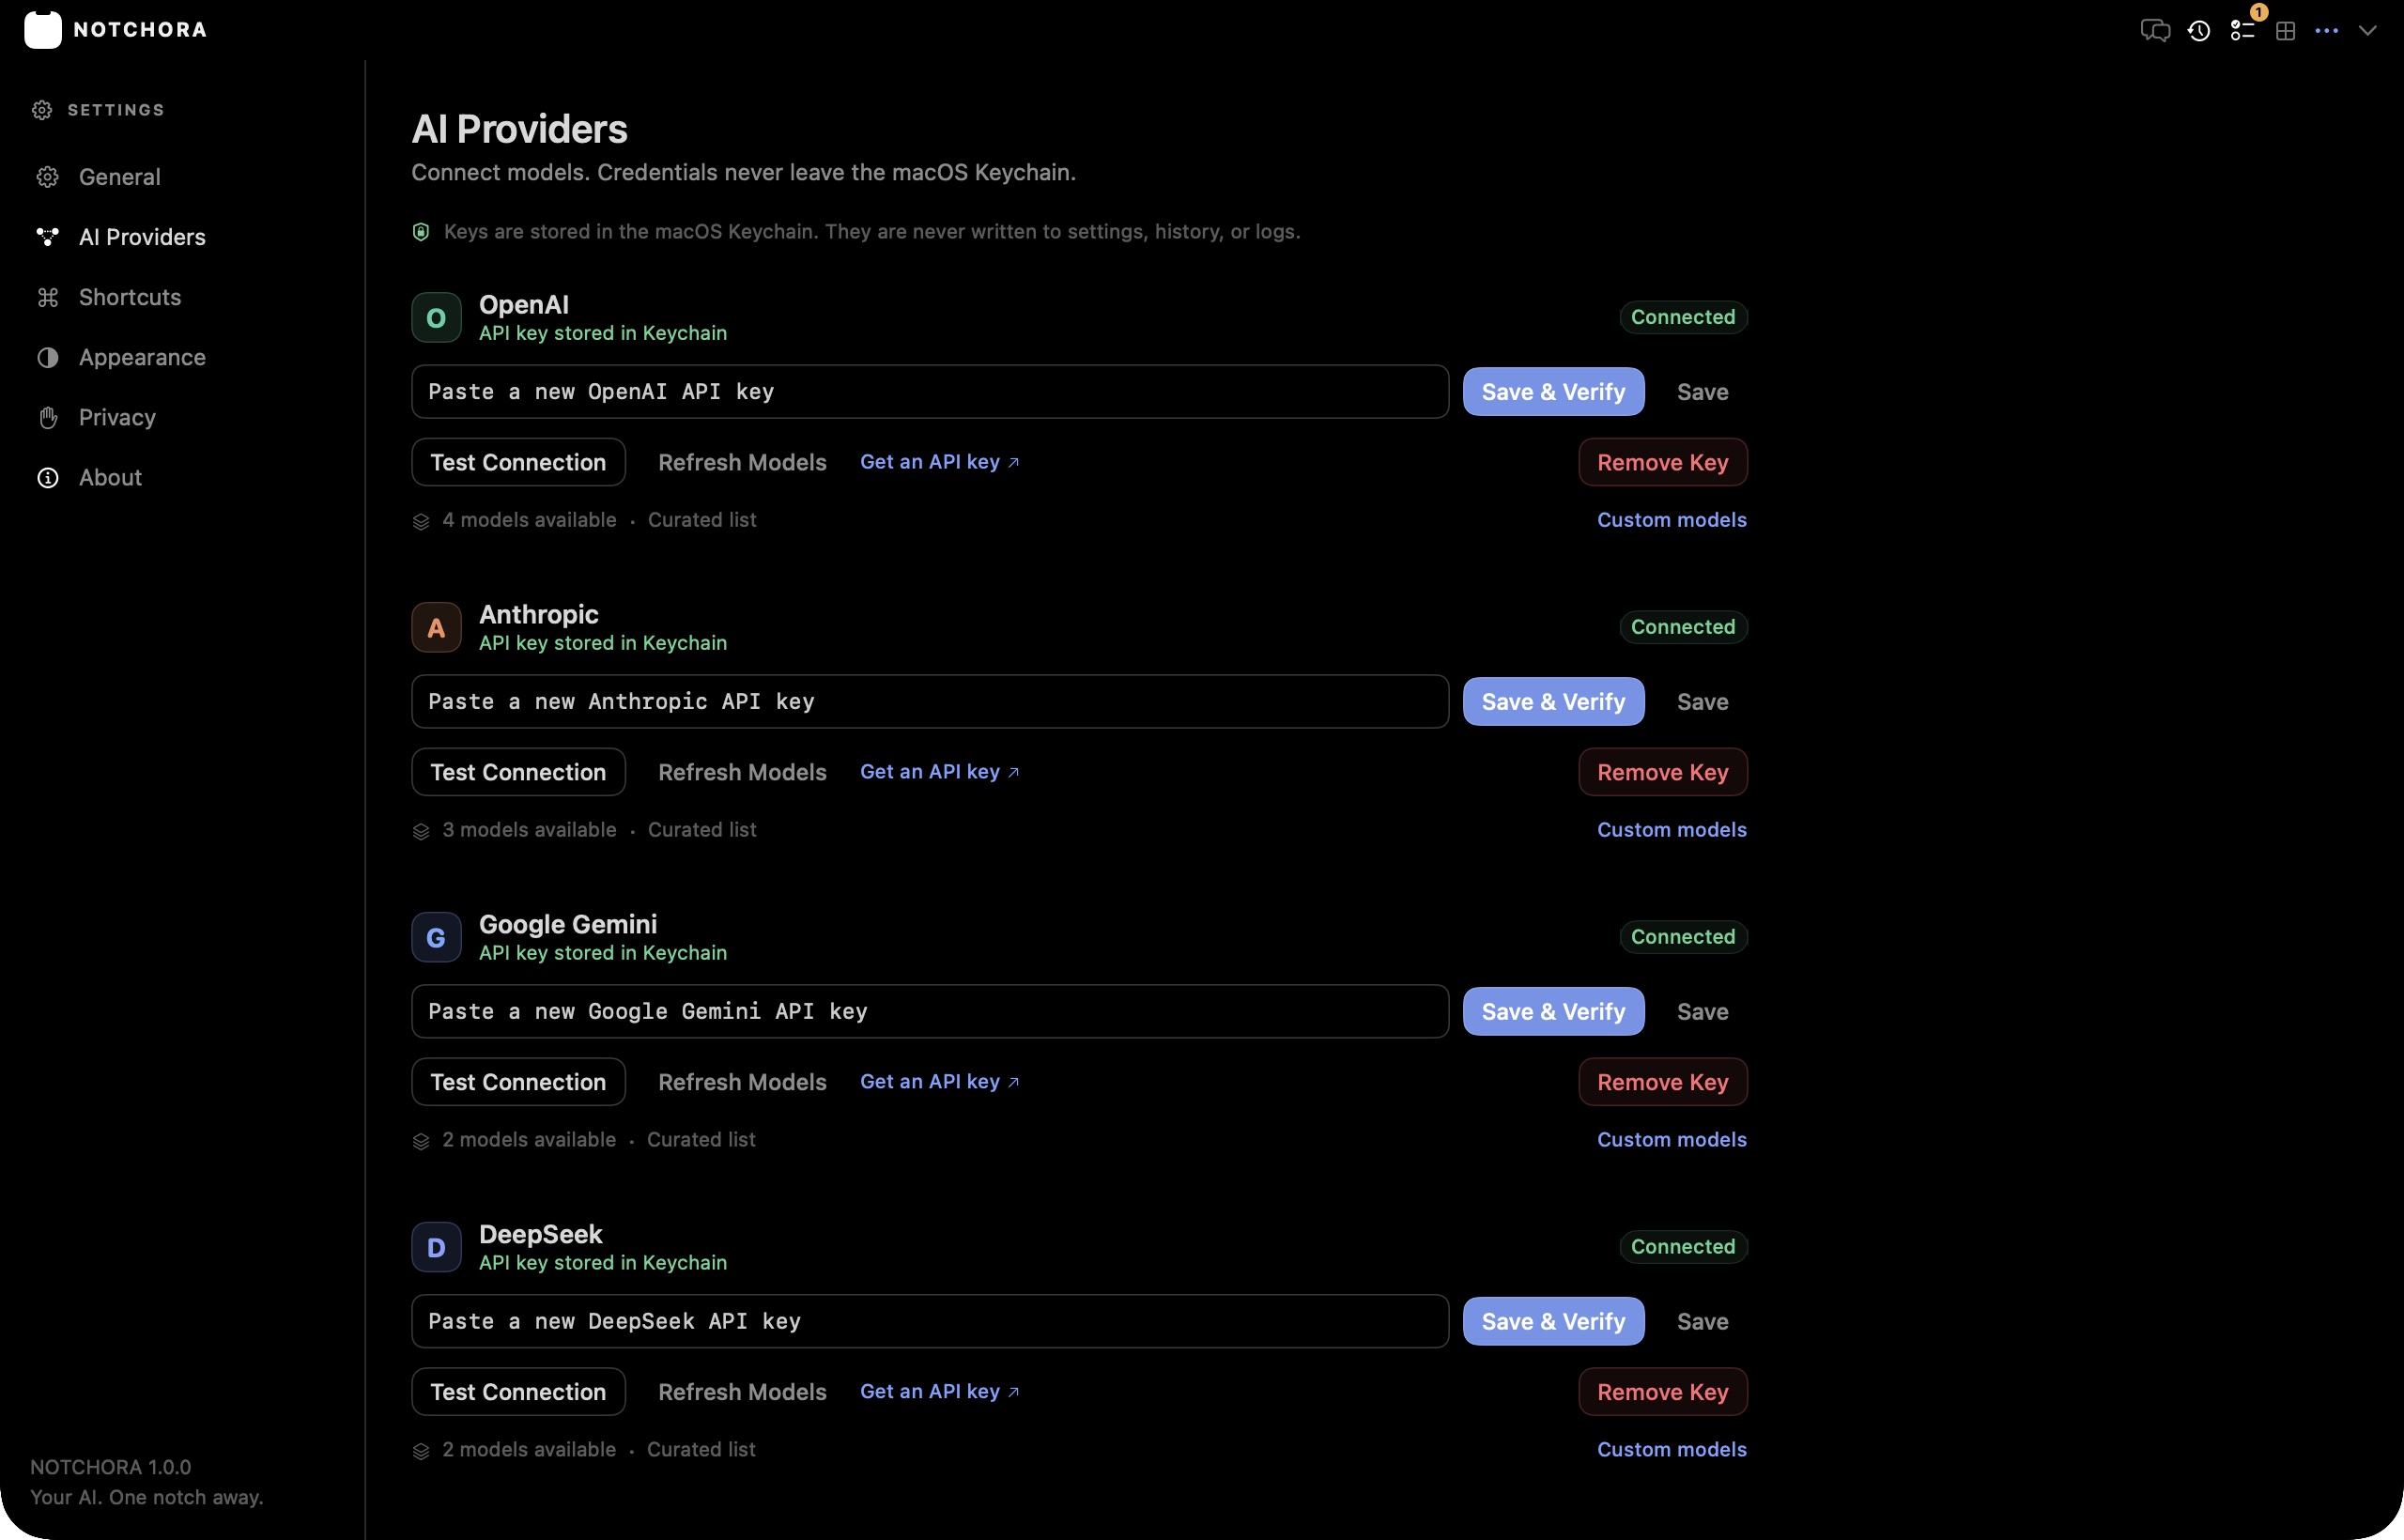 NOTCHORA
1
SETTINGS
General
AI Providers
Shortcuts
Appearance
Privacy
About
NOTCHORA 1.0.0
Your AI. One notch away.
AI Providers
Connect models. Credentials never leave the macOS Keychain.
Keys are stored in the macOS Keychain. They are never written to settings, history, or logs.
O OpenAI
API key stored in Keychain
Connected
Paste a new OpenAI API key Save & Verify Save
Test Connection Refresh Models Get an API key ↗ Remove Key
4 models available · Curated list Custom models
A Anthropic
API key stored in Keychain
Connected
Paste a new Anthropic API key Save & Verify Save
Test Connection Refresh Models Get an API key ↗ Remove Key
3 models available · Curated list Custom models
G Google Gemini
API key stored in Keychain
Connected
Paste a new Google Gemini API key Save & Verify Save
Test Connection Refresh Models Get an API key ↗ Remove Key
2 models available · Curated list Custom models
D DeepSeek
API key stored in Keychain
Connected
Paste a new DeepSeek API key Save & Verify Save
Test Connection Refresh Models Get an API key ↗ Remove Key
2 models available · Curated list Custom models